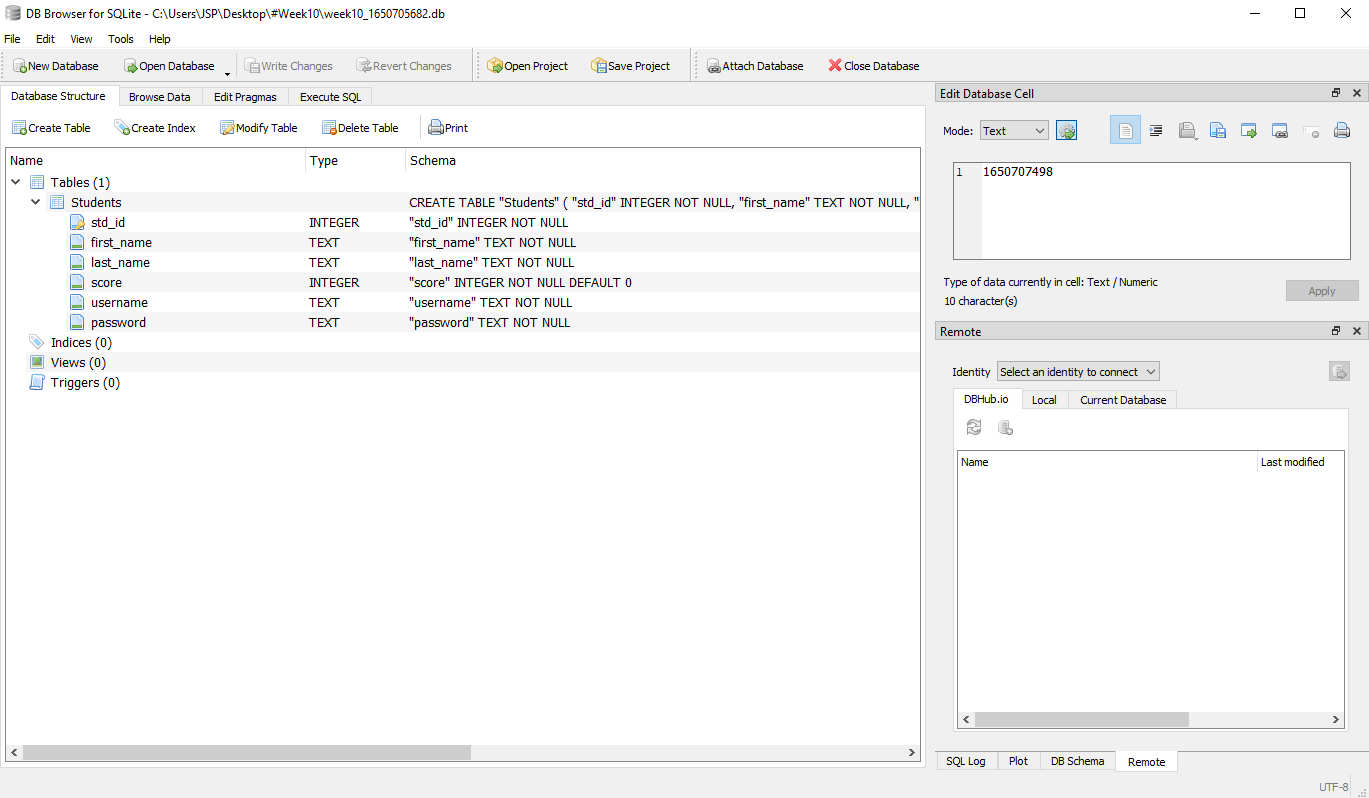 DB Browser for SQLite - C:\Users\JSP\Desktop\#Week10\week10_1650705682.db
File Edit View Tools Help
New Database Open Database Write Changes Revert Changes Open Project Save Project Attach Database Close Database
Database Structure Browse Data Edit Pragmas Execute SQL
Create Table Create Index Modify Table Delete Table Print
Name Type Schema
Tables (1)
Students CREATE TABLE "Students" ( "std_id" INTEGER NOT NULL, "first_name" TEXT NOT NULL, "
std_id INTEGER "std_id" INTEGER NOT NULL
first_name TEXT "first_name" TEXT NOT NULL
last_name TEXT "last_name" TEXT NOT NULL
score INTEGER "score" INTEGER NOT NULL DEFAULT 0
username TEXT "username" TEXT NOT NULL
password TEXT "password" TEXT NOT NULL
Indices (0)
Views (0)
Triggers (0)
Edit Database Cell
Mode: Text
1 1650707498
Type of data currently in cell: Text / Numeric
10 character(s)
Apply
Remote
Identity Select an identity to connect
DBHub.io Local Current Database
Name Last modified
SQL Log Plot DB Schema Remote
UTF-8